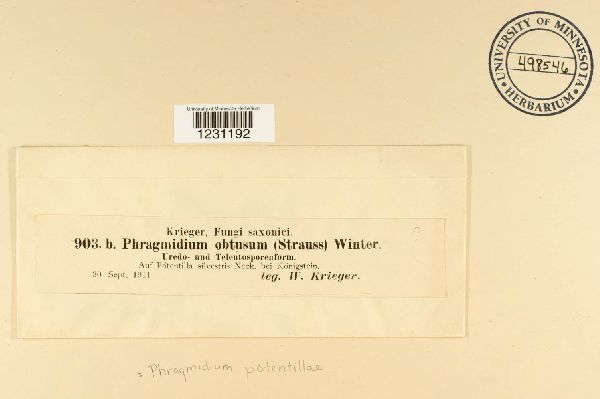 UNIVERSITY OF MINNESOTA
498546
HERBARIUM
University of Minnesota Herbarium
1231192
Krieger, Fungi saxonici.
903. b. Phragmidium obtusum (Strauss) Winter.
Uredo- und Teleutosporenform.
Auf Potentilla silvestris Neck. bei Königstein.
30 Sept. 1911 leg. W. Krieger.
?
= Phragmidium potentillae